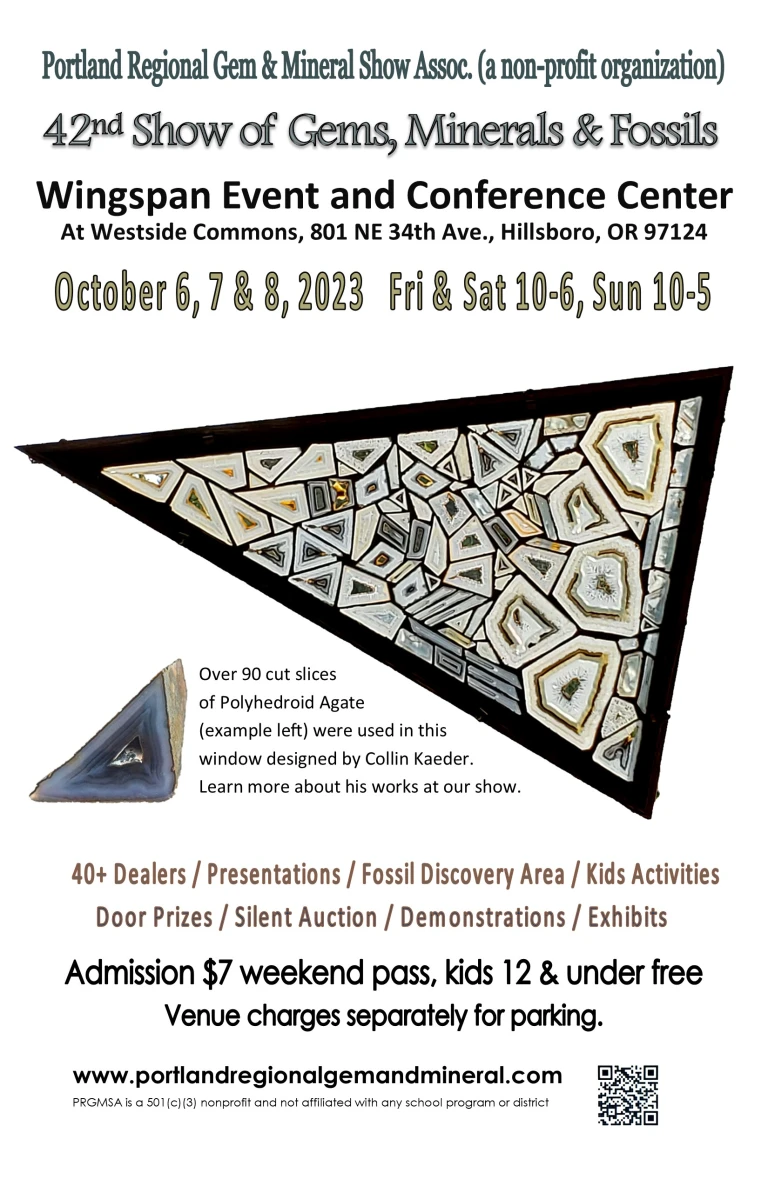 Portland Regional Gem & Mineral Show Assoc. (a non-profit organization)
42nd Show of Gems, Minerals & Fossils
Wingspan Event and Conference Center
At Westside Commons, 801 NE 34th Ave., Hillsboro, OR 97124
October 6, 7 & 8, 2023 Fri & Sat 10-6, Sun 10-5
Over 90 cut slices
of Polyhedroid Agate
(example left) were used in this
window designed by Collin Kaeder.
Learn more about his works at our show.
40+ Dealers / Presentations / Fossil Discovery Area / Kids Activities
Door Prizes / Silent Auction / Demonstrations / Exhibits
Admission $7 weekend pass, kids 12 & under free
Venue charges separately for parking.
www.portlandregionalgemandmineral.com
PRGMSA is a 501(c)(3) nonprofit and not affiliated with any school program or district